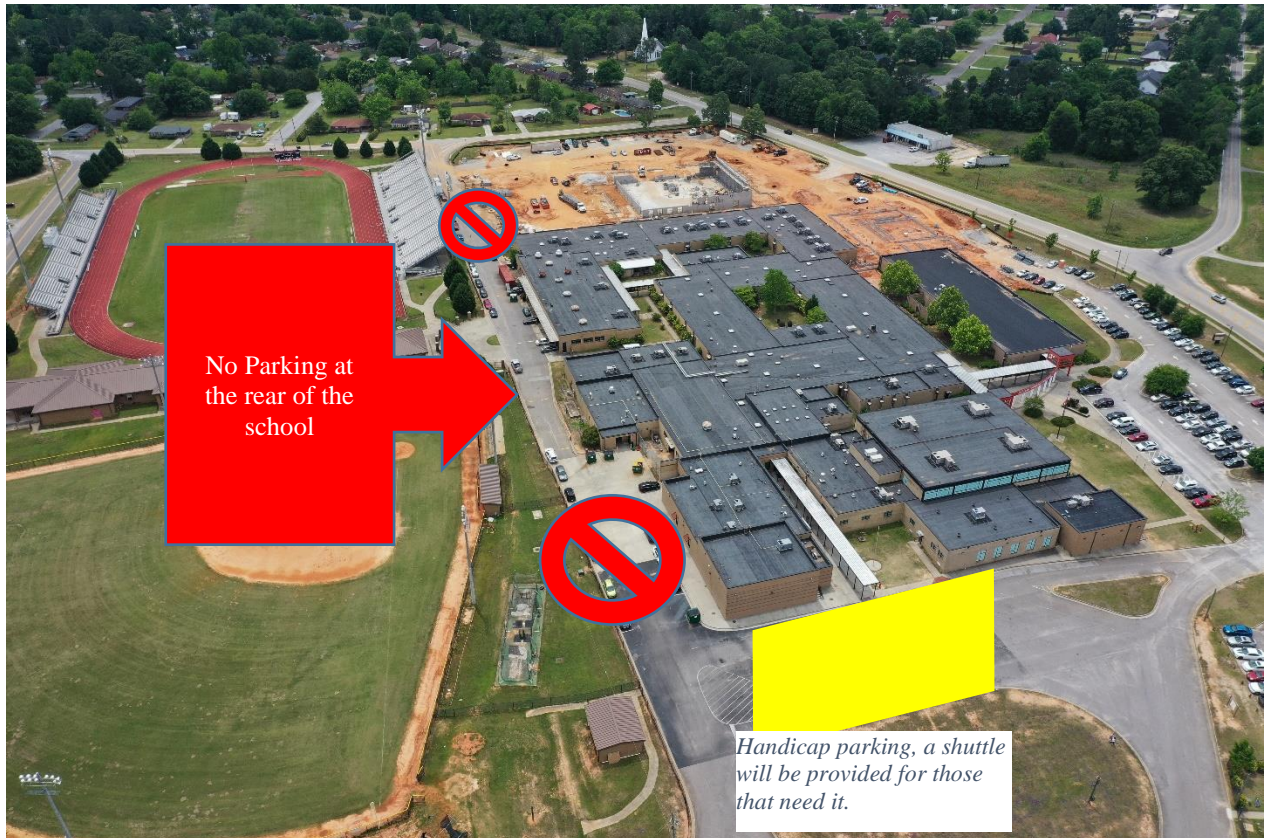 No Parking at
the rear of the
school
Handicap parking, a shuttle
will be provided for those
that need it.